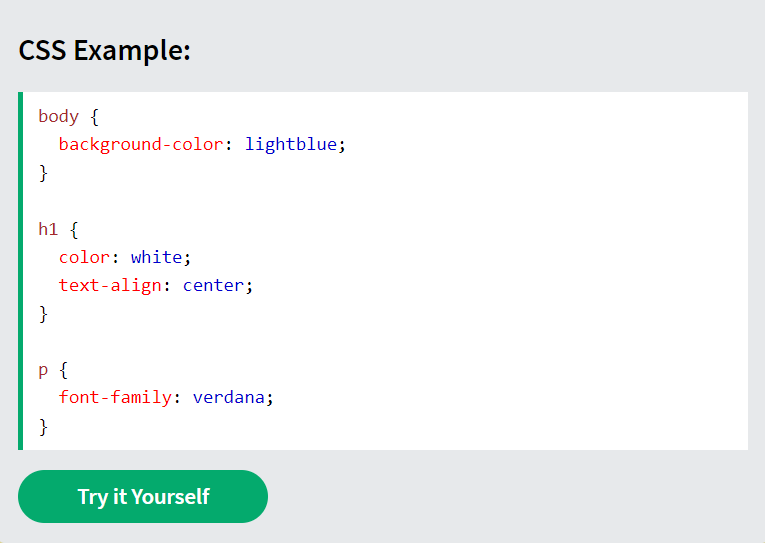 CSS Example:
body {
  background-color: lightblue;
}
h1 {
  color: white;
  text-align: center;
}
p {
  font-family: verdana;
}
Try it Yourself